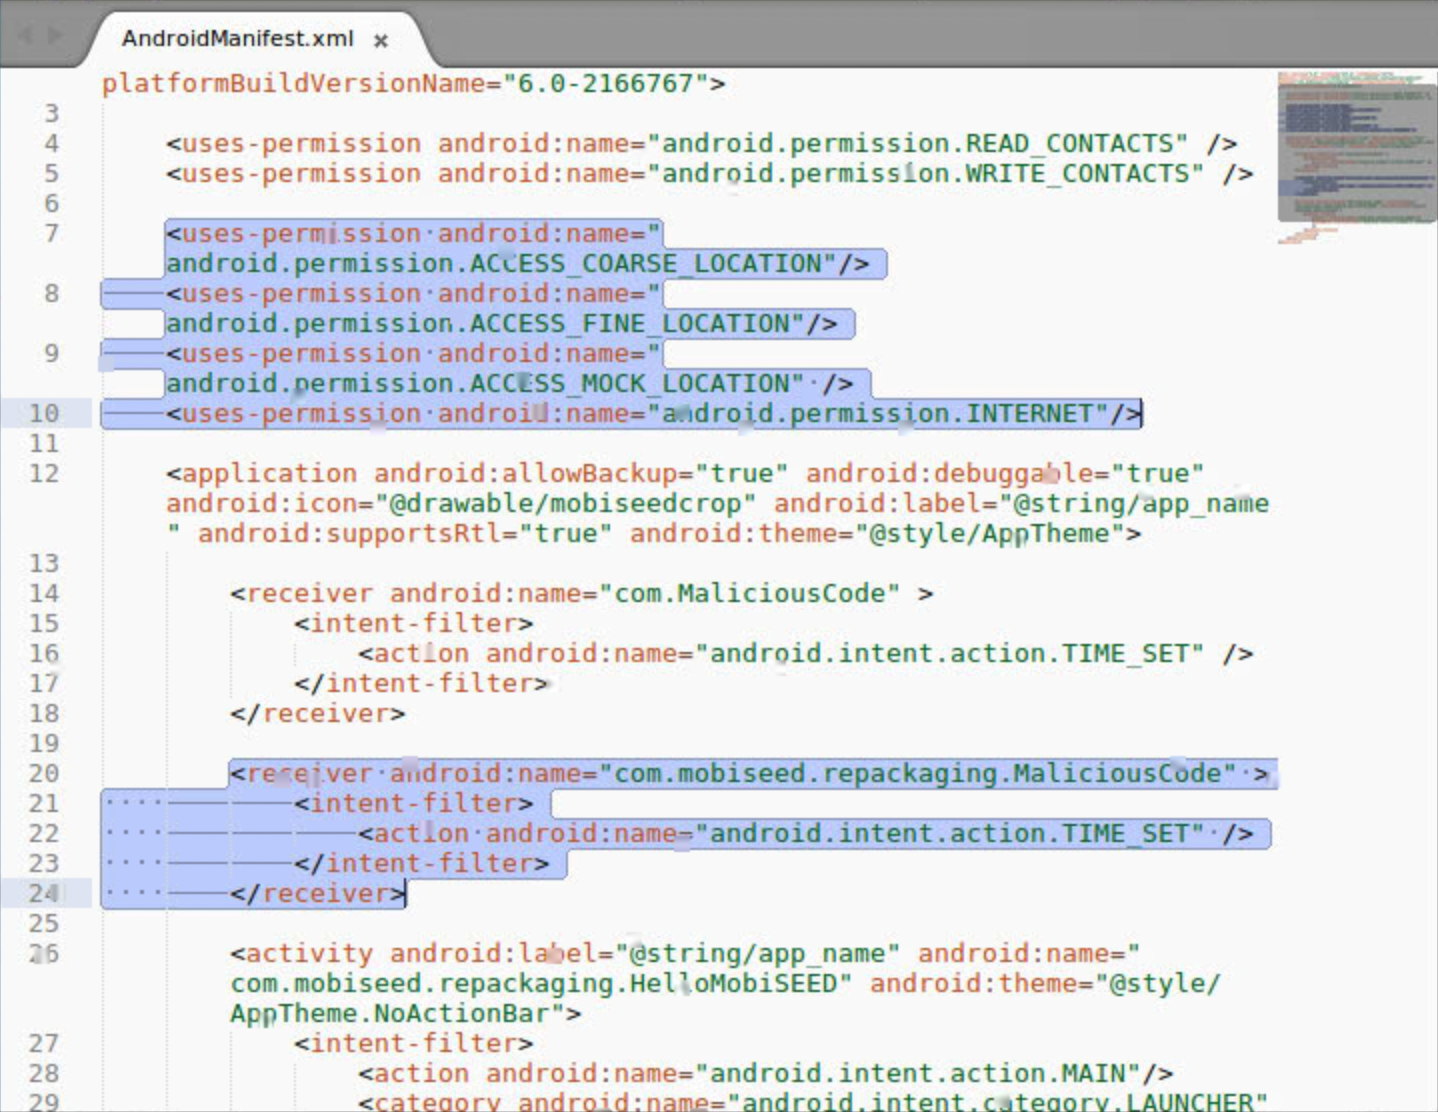 AndroidManifest.xml ×
platformBuildVersionName="6.0-2166767">
3
4 <uses-permission android:name="android.permission.READ_CONTACTS" />
5 <uses-permission android:name="android.permission.WRITE_CONTACTS" />
6
7 <uses-permission android:name="
android.permission.ACCESS_COARSE_LOCATION"/>
8 <uses-permission android:name="
android.permission.ACCESS_FINE_LOCATION"/>
9 <uses-permission android:name="
android.permission.ACCESS_MOCK_LOCATION" />
10 <uses-permission android:name="android.permission.INTERNET"/>
11
12 <application android:allowBackup="true" android:debuggable="true"
android:icon="@drawable/mobiseedcrop" android:label="@string/app_name
" android:supportsRtl="true" android:theme="@style/AppTheme">
13
14 <receiver android:name="com.MaliciousCode" >
15 <intent-filter>
16 <action android:name="android.intent.action.TIME_SET" />
17 </intent-filter>
18 </receiver>
19
20 <receiver android:name="com.mobiseed.repackaging.MaliciousCode" >
21 <intent-filter>
22 <action android:name="android.intent.action.TIME_SET" />
23 </intent-filter>
24 </receiver>
25
26 <activity android:label="@string/app_name" android:name="
com.mobiseed.repackaging.HelloMobiSEED" android:theme="@style/
AppTheme.NoActionBar">
27 <intent-filter>
28 <action android:name="android.intent.action.MAIN"/>
29 <category android:name="android.intent.category.LAUNCHER"